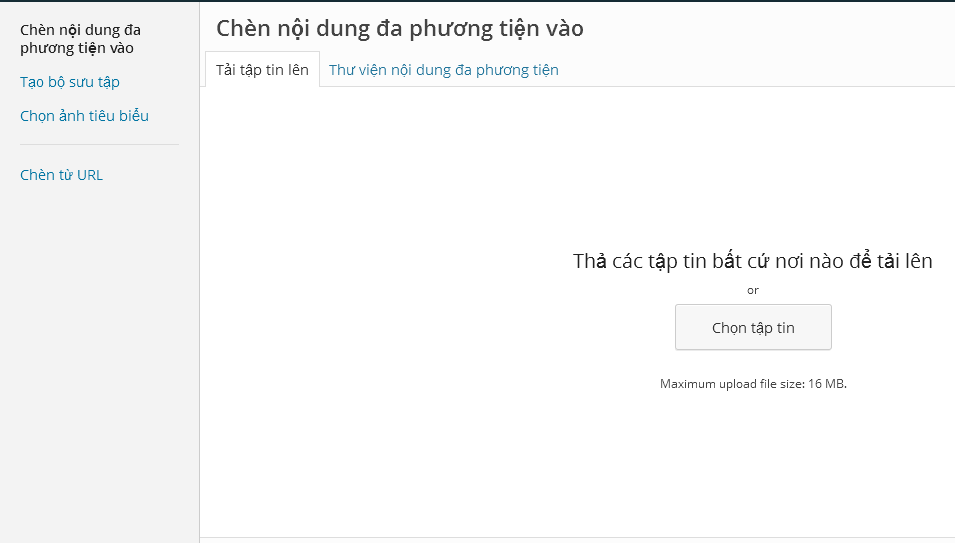 Chèn nội dung đa
phương tiện vào
Tạo bộ sưu tập
Chọn ảnh tiêu biểu
Chèn từ URL
Chèn nội dung đa phương tiện vào
Tải tập tin lên
Thư viện nội dung đa phương tiện
Thả các tập tin bất cứ nơi nào để tải lên
or
Chọn tập tin
Maximum upload file size: 16 MB.